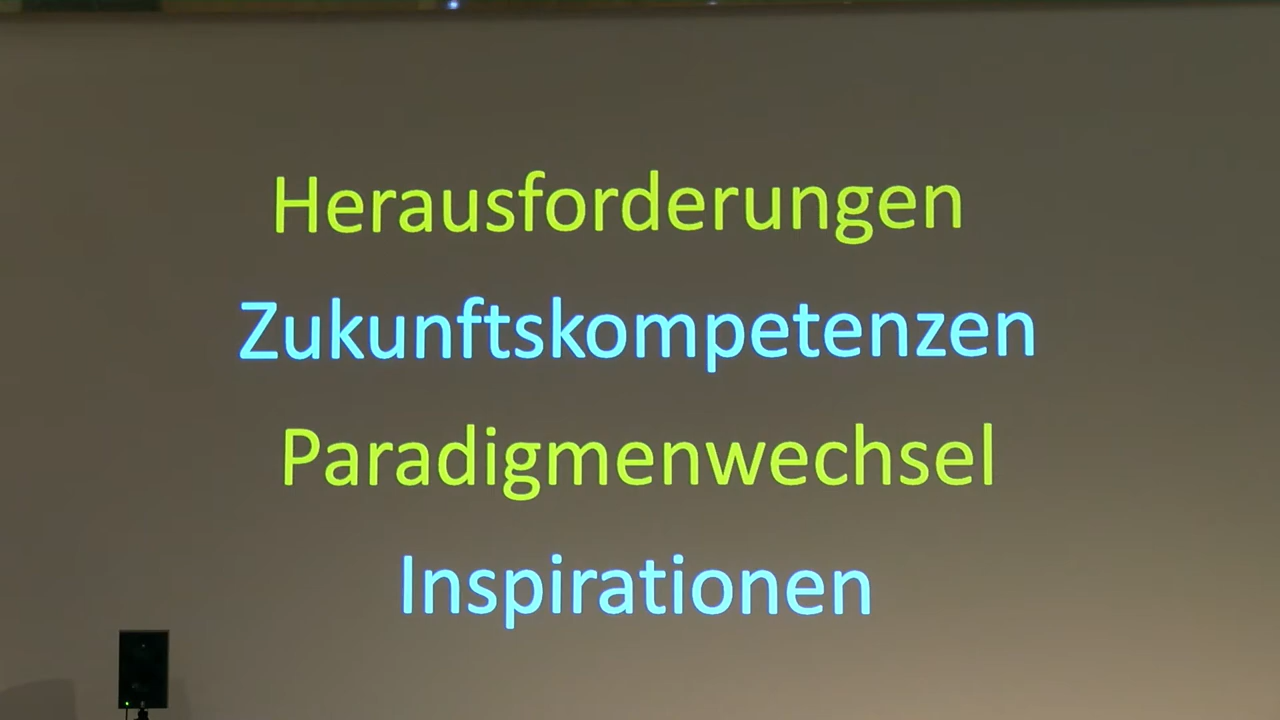 Herausforderungen
Zukunftskompetenzen
Paradigmenwechsel
Inspirationen